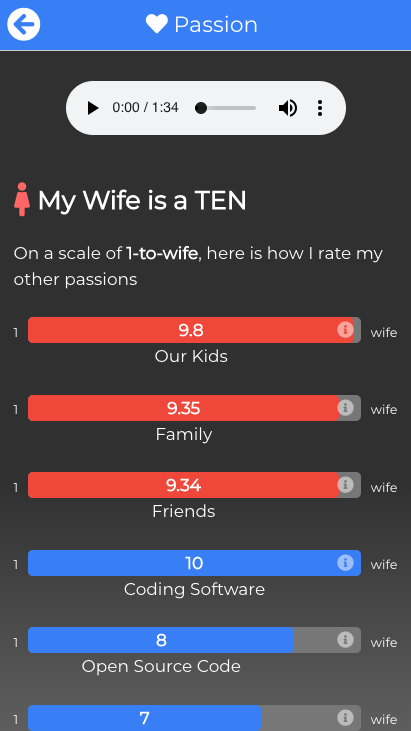 Passion
0:00 / 1:34
My Wife is a TEN
On a scale of 1-to-wife, here is how I rate my
other passions
1 9.8 wife
Our Kids
1 9.35 wife
Family
1 9.34 wife
Friends
1 10 wife
Coding Software
1 8 wife
Open Source Code
1 7 wife